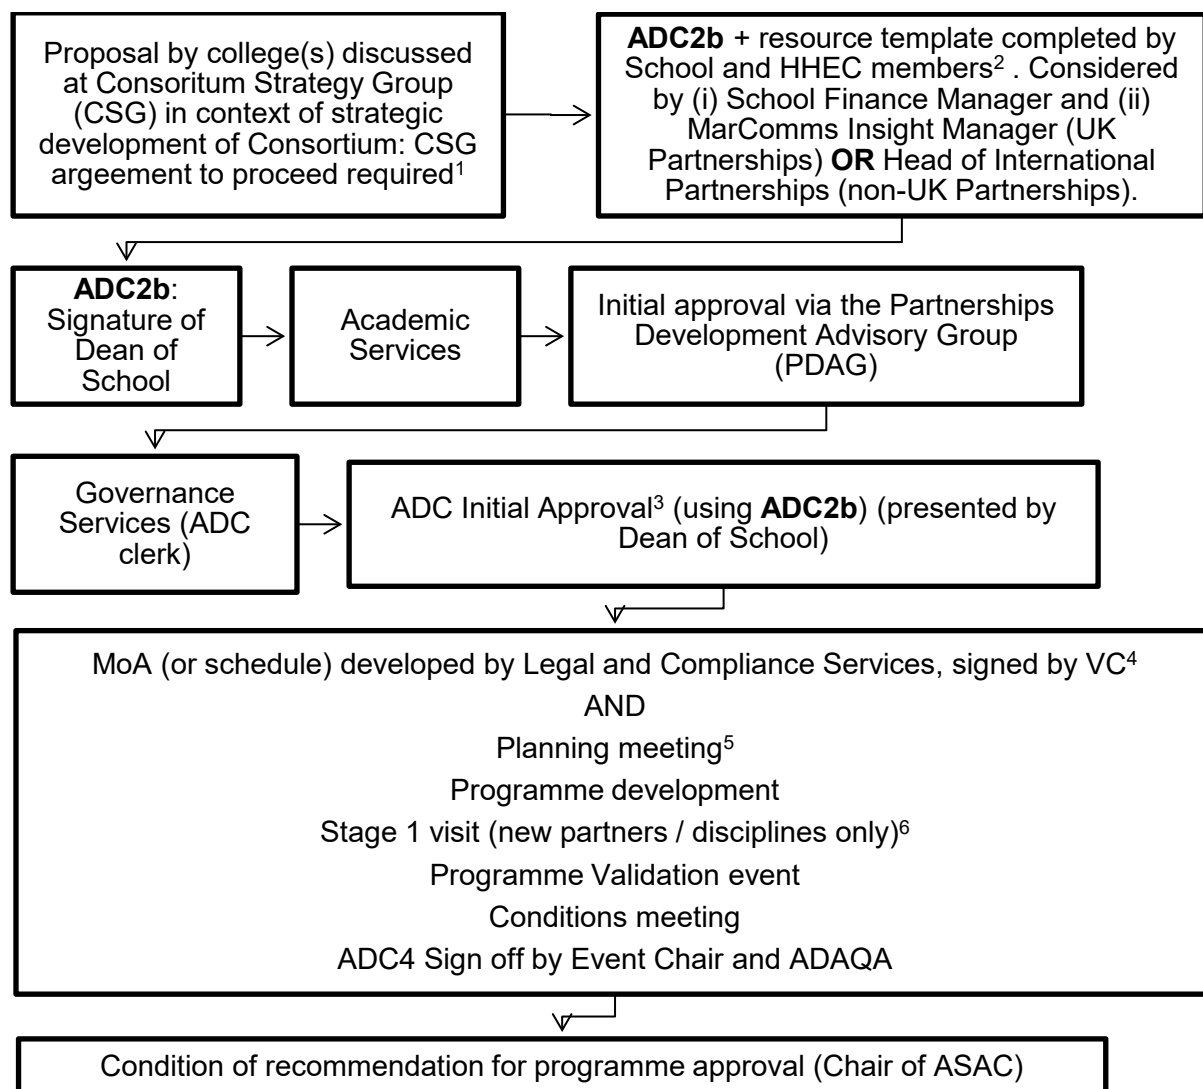 Proposal by college(s) discussed
at Consoritum Strategy Group
(CSG) in context of strategic
development of Consortium: CSG
argeement to proceed required1
ADC2b + resource template completed by
School and HHEC members2 . Considered
by (i) School Finance Manager and (ii)
MarComms Insight Manager (UK
Partnerships) OR Head of International
Partnerships (non-UK Partnerships).
ADC2b:
Signature of
Dean of
School
Academic
Services
Initial approval via the Partnerships
Development Advisory Group
(PDAG)
Governance
Services (ADC
clerk)
ADC Initial Approval3 (using ADC2b) (presented by
Dean of School)
MoA (or schedule) developed by Legal and Compliance Services, signed by VC4
AND
Planning meeting5
Programme development
Stage 1 visit (new partners / disciplines only)6
Programme Validation event
Conditions meeting
ADC4 Sign off by Event Chair and ADAQA
Condition of recommendation for programme approval (Chair of ASAC)